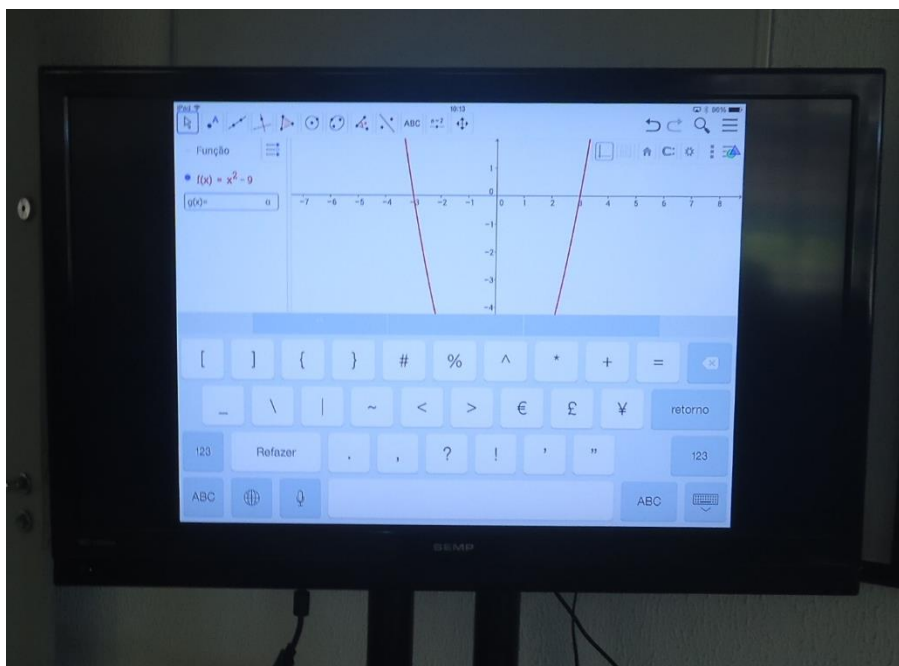 iPad 10:13
ABC a=2
Função
f(x) = x² - 9
g(x)=
1
0
-7 -6 -5 -4 -3 -2 -1 0 1 2 3 4 5 6 7 8
-1
-2
-3
-4
[ ] { } # % ^ * + =
_ \ | ~ < > € £ ¥ retorno
123 Refazer . , ? ! ' " 123
ABC ABC
SEMP